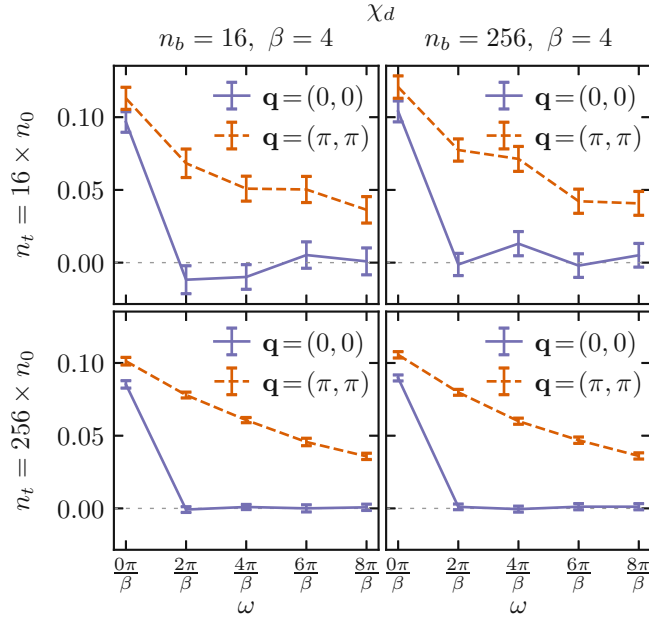 χ_d
n_b = 16, β = 4
n_b = 256, β = 4
n_t = 16 × n_0
0.10
0.05
0.00
q=(0, 0)
q=(π, π)
q=(0, 0)
q=(π, π)
n_t = 256 × n_0
0.10
0.05
0.00
q=(0, 0)
q=(π, π)
q=(0, 0)
q=(π, π)
0π/β 2π/β 4π/β 6π/β 8π/β
0π/β 2π/β 4π/β 6π/β 8π/β
ω
ω